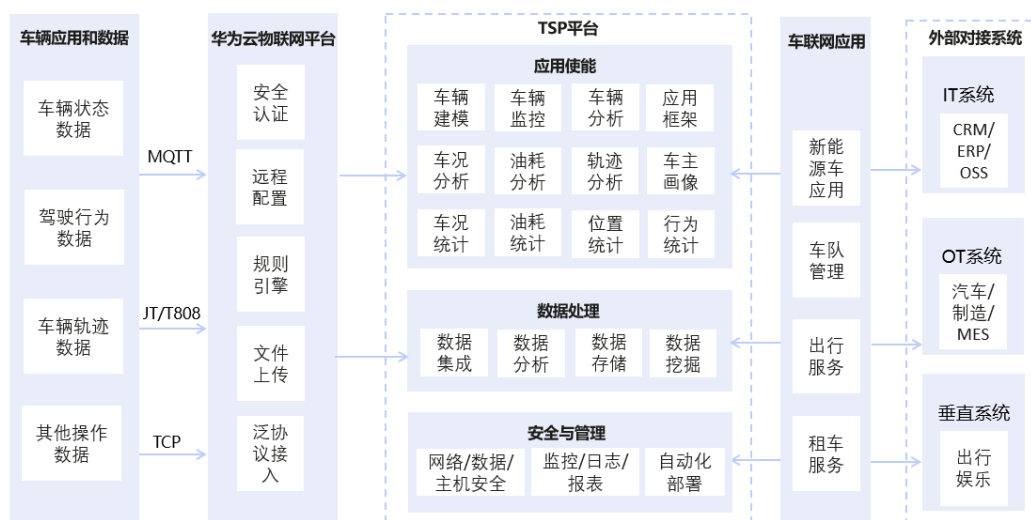 车辆应用和数据
车辆状态
数据
驾驶行为
数据
车辆轨迹
数据
其他操作
数据
MQTT
JT/T808
TCP
华为云物联网平台
安全
认证
远程
配置
规则
引擎
文件
上传
泛协
议接
入
TSP平台
应用使能
车辆
建模
车辆
监控
车辆
分析
应用
框架
车况
分析
油耗
分析
轨迹
分析
车主
画像
车况
统计
油耗
统计
位置
统计
行为
统计
数据处理
数据
集成
数据
分析
数据
存储
数据
挖掘
安全与管理
网络/数据/
主机安全
监控/日志/
报表
自动化
部署
车联网应用
新能
源车
应用
车队
管理
出行
服务
租车
服务
外部对接系统
IT系统
CRM/
ERP/
OSS
OT系统
汽车/
制造/
MES
垂直系统
出行
娱乐